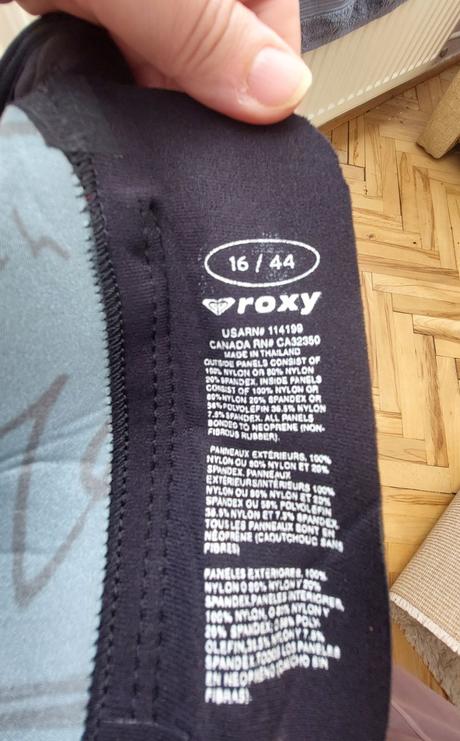 16 / 44
roxy
USARN# 114199
CANADA RN# CA32350
MADE IN THAILAND
OUTSIDE PANELS CONSIST OF
100% NYLON OR 80% NYLON
20% SPANDEX. INSIDE PANELS
CONSIST OF 100% NYLON OR
80%NYLON 20% SPANDEX OR
56% POLYOLEFIN 36.5% NYLON
7.5% SPANDEX. ALL PANELS
BONDED TO NEOPRENE (NON-
FIBROUS RUBBER).
PANNEAUX EXTÉRIEURS, 100%
NYLON OU 80% NYLON ET 20%
SPANDEX. PANNEAUX
EXTÉRIEURS/INTÉRIEURS 100%
NYLON OU 80% NYLON ET 20%
SPANDEX OU 56% POLYOLEFIN
36.5% NYLON ET 7.5% SPANDEX.
TOUS LES PANNEAUX SONT EN
NÉOPRÈNE (CAOUTCHOUC SANS
FIBRES)
PANELES EXTERIORES, 100%
NYLON O 80% NYLON Y 20%
SPANDEX.PANELES INTERIORES,
100% NYLON, O 80% NYLON Y
20% SPANDEX, O 56% POLY-
OLEFIN, 36.5% NYLON Y 7.5%
SPANDEX.TODOS LOS PANELES
EN NEOPRENO (CAUCHO SIN
FIBRAS)